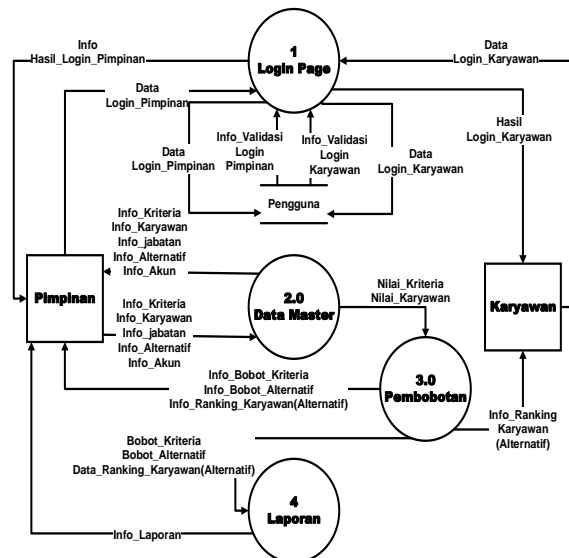 1
Login Page
Info
Hasil_Login_Pimpinan
Data
Login_Karyawan
Data
Login_Pimpinan
Hasil
Login_Karyawan
Data
Login_Pimpinan
Info_Validasi
Login
Pimpinan
Info_Validasi
Login
Karyawan
Data
Login_Karyawan
Pengguna
Info_Kriteria
Info_Karyawan
Info_jabatan
Info_Alternatif
Info_Akun
Pimpinan
2.0
Data Master
Nilai_Kriteria
Nilai_Karyawan
Karyawan
Info_Kriteria
Info_Karyawan
Info_jabatan
Info_Alternatif
Info_Akun
3.0
Pembobotan
Info_Bobot_Kriteria
Info_Bobot_Alternatif
Info_Ranking_Karyawan(Alternatif)
Info_Ranking
Karyawan
(Alternatif)
Bobot_Kriteria
Bobot_Alternatif
Data_Ranking_Karyawan(Alternatif)
4
Laporan
Info_Laporan